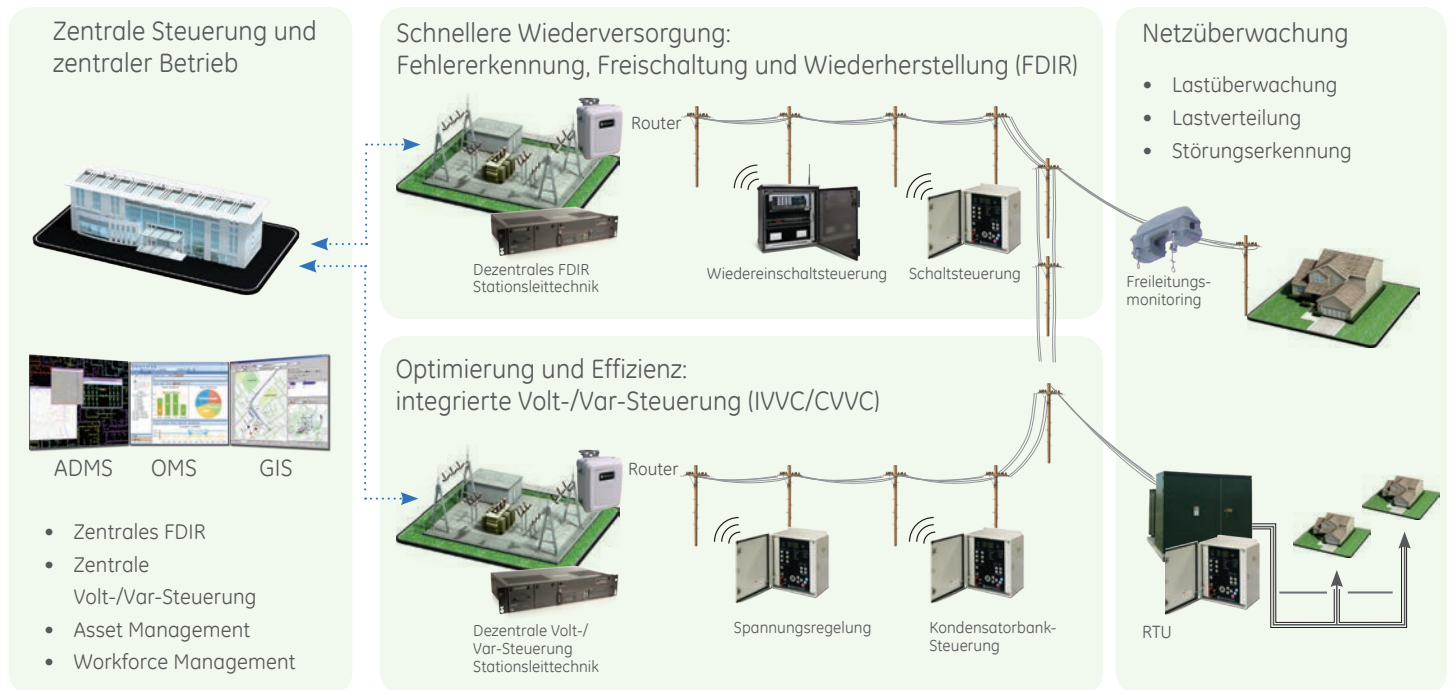 Zentrale Steuerung und
zentraler Betrieb
ADMS
OMS
GIS
• Zentrales FDIR
• Zentrale
Volt-/Var-Steuerung
• Asset Management
• Workforce Management
Schnellere Wiederversorgung:
Fehlererkennung, Freischaltung und Wiederherstellung (FDIR)
Router
Dezentrales FDIR
Stationsleittechnik
Wiedereinschaltsteuerung
Schaltsteuerung
Optimierung und Effizienz:
integrierte Volt-/Var-Steuerung (IVVC/CVVC)
Router
Dezentrale Volt-/
Var-Steuerung
Stationsleittechnik
Spannungsregelung
Kondensatorbank-
Steuerung
Netzüberwachung
• Lastüberwachung
• Lastverteilung
• Störungserkennung
Freileitungs-
monitoring
RTU